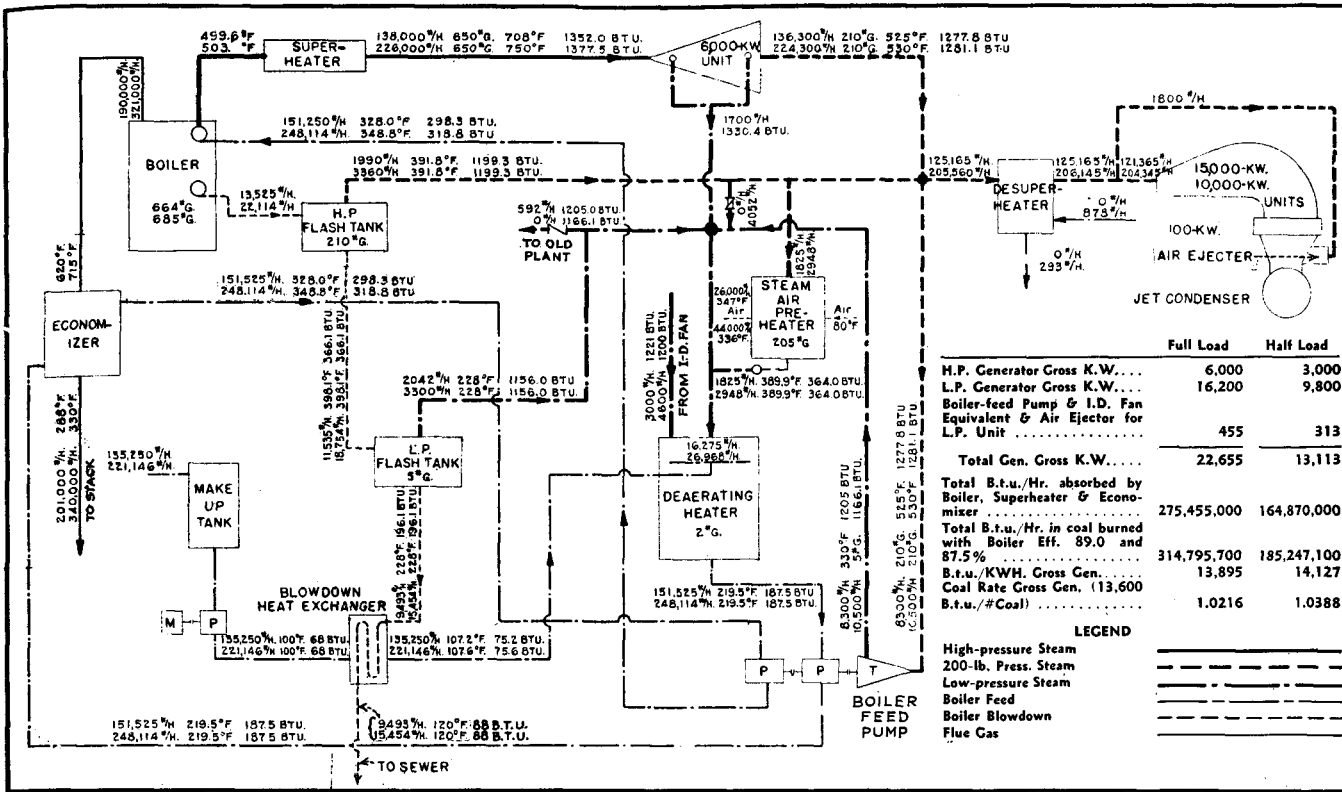 499.6°F
503. °F
SUPER-
HEATER
138,000#/H 650#G. 708°F 1352.0 BTU.
226,000#/H 650#G 750°F 1377.5 BTU.
6,000-KW
UNIT
136,300#/H 210#G. 525°F. 1277.8 BTU
224,300#/H 210#G 530°F. 1281.1 BTU
190,000#/H.
321,000#/H.
BOILER
664#G.
685#G.
151,250#/H 328.0°F 298.3 BTU
248,114#/H. 348.8°F. 318.8 BTU
1700#/H
1330.4 BTU.
1800#/H
1990#/H 391.8°F. 1199.3 BTU.
3360#/H 391.8°F. 1199.3 BTU.
13,525#/H.
22,114#/H.
H.P
FLASH TANK
210#G.
592#/H 1205.0 BTU
0#/H 1166.1 BTU.
TO OLD
PLANT
0#/H
4052#/H
125,165#/H.
205,560#/H.
DESUPER-
HEATER
125,165#/H.
206,145#/H.
121,365#/H
204,345#/H
15,000-KW.
10,000-KW.
UNITS
0#/H
878#/H
100-KW.
AIR EJECTER
0#/H
293#/H.
JET CONDENSER
620°F.
715°F.
151,525#/H. 328.0°F 298.3 BTU
248,114#/H. 348.8°F 318.8 BTU
1825#/H
2948#/H
26,000#/H
347°F
Air
44,000#/H
336°F.
STEAM
AIR
PRE-
HEATER
205#G
Air
80°F
ECONOM-
IZER
11,535#/H. 398.1°F 366.1 BTU
18,754#/H. 398.1°F. 366.1 BTU.
3000#/H. 1221 BTU.
4600#/H 1200 BTU.
FROM I-D.FAN
1825#/H. 389.9°F. 364.0 BTU.
2948#/H. 389.9°F 364.0 BTU
2042#/H 228°F 1156.0 BTU
3300#/H 228°F 1156.0 BTU.
L.P.
FLASH TANK
5#G.
16,275#/H.
26,968#/H.
DEAERATING
HEATER
2#G.
201,000#/H. 288°F.
340,000#/H. 330°F.
TO STACK
135,250#/H.
221,146#/H.
MAKE
UP
TANK
9,493#/H 228°F. 196.1 BTU
15,454#/H. 228°F. 196.1 BTU
8,300#/H 330°F 1205 BTU
10,500#/H 5#G. 1166.1 BTU.
8300#/H 210#G. 525°F 1277.8 BTU
10,500#/H 210#G 530°F 1281.1 BTU
BLOWDOWN
HEAT EXCHANGER
M
P
135,250#/H. 100°F. 68 BTU.
221,146#/H. 100°F. 68 BTU
135,250#/H. 107.2°F. 75.2 BTU.
221,146#/H. 107.6°F. 75.6 BTU.
151,525#/H 219.5°F 187.5 BTU
248,114#/H. 219.5°F 187.5 BTU
P
P
T
BOILER
FEED
PUMP
151,525#/H 219.5°F 187.5 BTU
248,114#/H. 219.5°F 187.5 BTU
9,493#/H. 120°F. 88 B.T.U.
15,454#/H. 120°F. 88 B.T.U.
TO SEWER
Full Load Half Load
H.P. Generator Gross K.W.... 6,000 3,000
L.P. Generator Gross K.W.... 16,200 9,800
Boiler-feed Pump & I.D. Fan
Equivalent & Air Ejector for
L.P. Unit .............. 455 313
Total Gen. Gross K.W..... 22,655 13,113
Total B.t.u./Hr. absorbed by
Boiler, Superheater & Econo-
mizer .................. 275,455,000 164,870,000
Total B.t.u./Hr. in coal burned
with Boiler Eff. 89.0 and
87.5% .................. 314,795,700 185,247,100
B.t.u./KWH. Gross Gen...... 13,895 14,127
Coal Rate Gross Gen. (13,600
B.t.u./#Coal) ............ 1.0216 1.0388
LEGEND
High-pressure Steam
200-lb. Press. Steam
Low-pressure Steam
Boiler Feed
Boiler Blowdown
Flue Gas